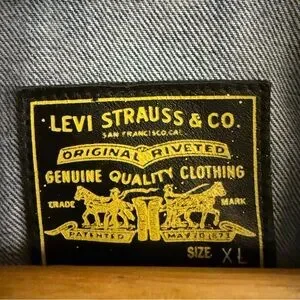 LEVI STRAUSS & CO.
SAN FRANCISCO, CAL
ORIGINAL RIVETED
GENUINE QUALITY CLOTHING
TRADE MARK
PATENTED MAY 20 1873
SIZE XL